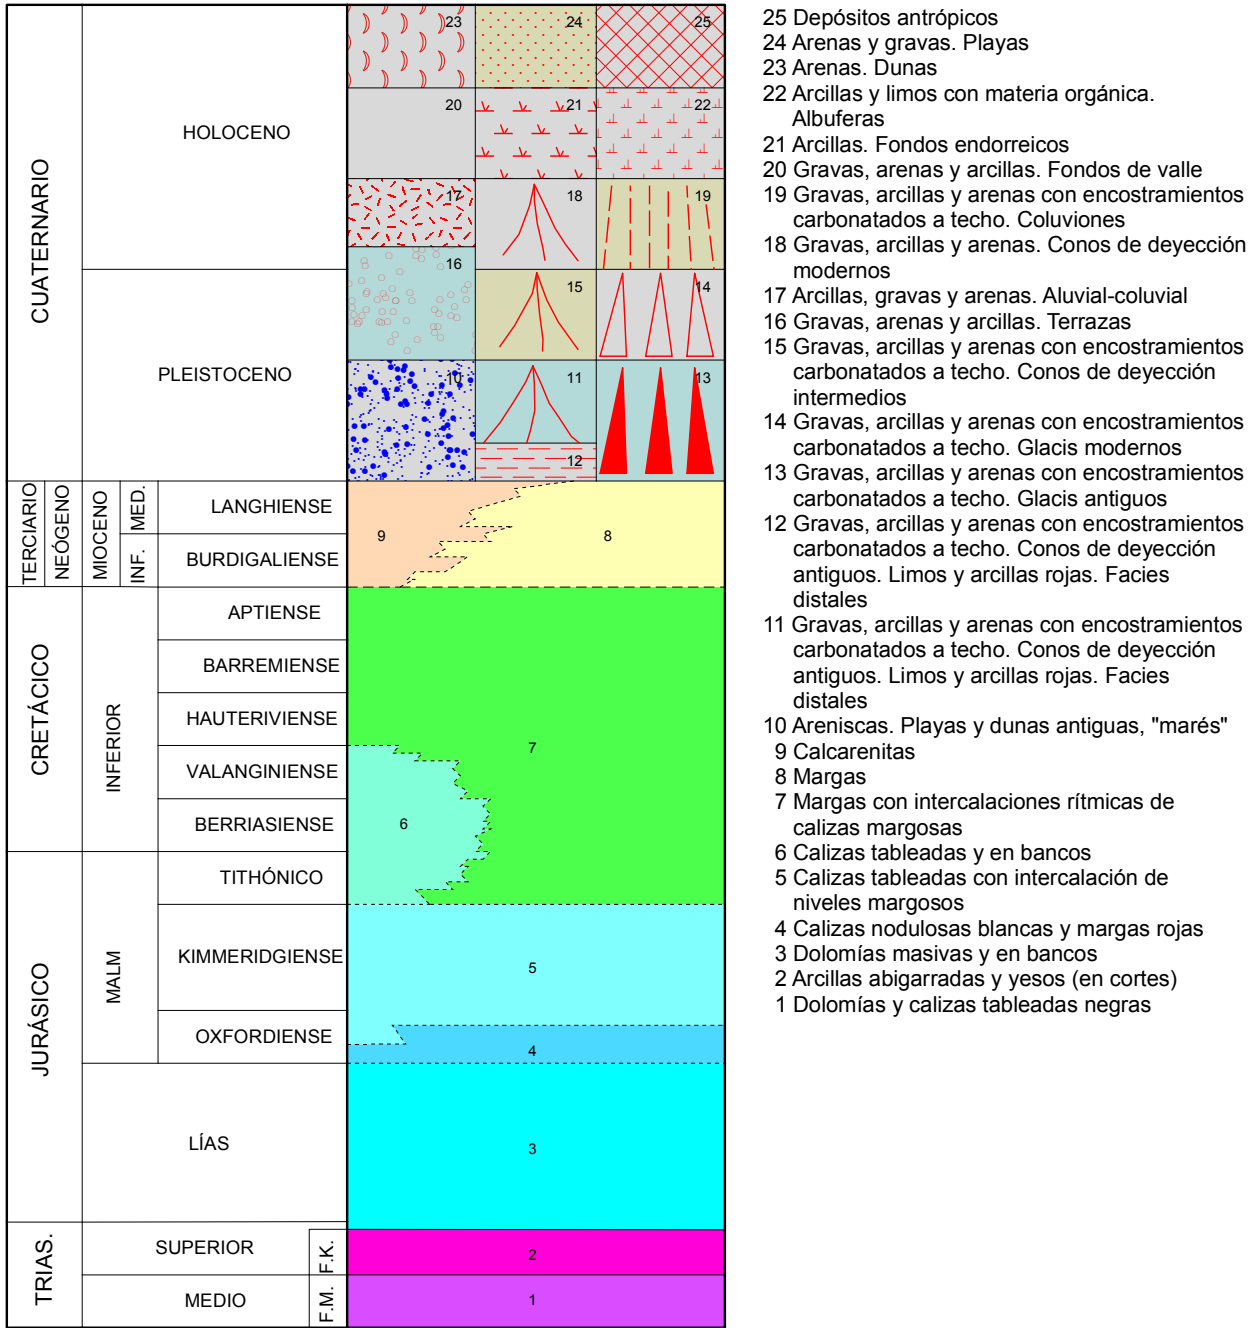 CUATERNARIO
HOLOCENO
PLEISTOCENO
23
24
25
20
21
22
17
18
19
16
15
14
10
11
12
13
TERCIARIO
NEÓGENO
MIOCENO
MED.
INF.
LANGHIENSE
BURDIGALIENSE
9
8
CRETÁCICO
INFERIOR
APTIENSE
BARREMIENSE
HAUTERIVIENSE
VALANGINIENSE
BERRIASIENSE
7
6
JURÁSICO
MALM
TITHÓNICO
KIMMERIDGIENSE
OXFORDIENSE
5
4
LÍAS
3
TRIAS.
SUPERIOR
F.K.
2
MEDIO
F.M.
1
25 Depósitos antrópicos
24 Arenas y gravas. Playas
23 Arenas. Dunas
22 Arcillas y limos con materia orgánica.
Albuferas
21 Arcillas. Fondos endorreicos
20 Gravas, arenas y arcillas. Fondos de valle
19 Gravas, arcillas y arenas con encostramientos
carbonatados a techo. Coluviones
18 Gravas, arcillas y arenas. Conos de deyección
modernos
17 Arcillas, gravas y arenas. Aluvial-coluvial
16 Gravas, arenas y arcillas. Terrazas
15 Gravas, arcillas y arenas con encostramientos
carbonatados a techo. Conos de deyección
intermedios
14 Gravas, arcillas y arenas con encostramientos
carbonatados a techo. Glacis modernos
13 Gravas, arcillas y arenas con encostramientos
carbonatados a techo. Glacis antiguos
12 Gravas, arcillas y arenas con encostramientos
carbonatados a techo. Conos de deyección
antiguos. Limos y arcillas rojas. Facies
distales
11 Gravas, arcillas y arenas con encostramientos
carbonatados a techo. Conos de deyección
antiguos. Limos y arcillas rojas. Facies
distales
10 Areniscas. Playas y dunas antiguas, "marés"
9 Calcarenitas
8 Margas
7 Margas con intercalaciones rítmicas de
calizas margosas
6 Calizas tableadas y en bancos
5 Calizas tableadas con intercalación de
niveles margosos
4 Calizas nodulosas blancas y margas rojas
3 Dolomías masivas y en bancos
2 Arcillas abigarradas y yesos (en cortes)
1 Dolomías y calizas tableadas negras